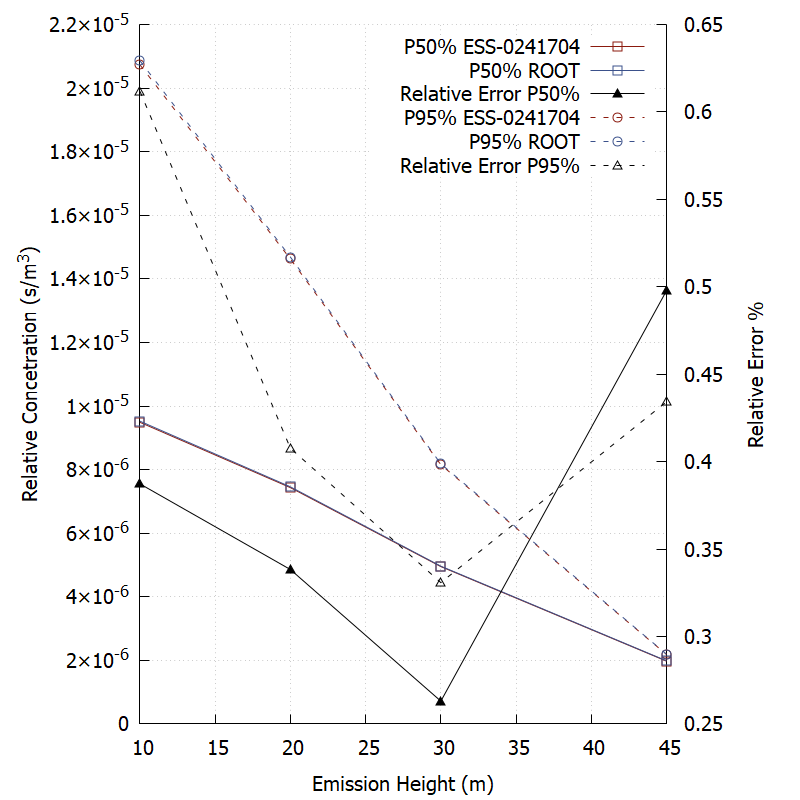 2.2×10⁻⁵
2×10⁻⁵
1.8×10⁻⁵
1.6×10⁻⁵
1.4×10⁻⁵
1.2×10⁻⁵
1×10⁻⁵
8×10⁻⁶
6×10⁻⁶
4×10⁻⁶
2×10⁻⁶
0
Relative Concetration (s/m³)
P50% ESS-0241704
P50% ROOT
Relative Error P50%
P95% ESS-0241704
P95% ROOT
Relative Error P95%
0.65
0.6
0.55
0.5
0.45
0.4
0.35
0.3
0.25
Relative Error %
10 15 20 25 30 35 40 45
Emission Height (m)